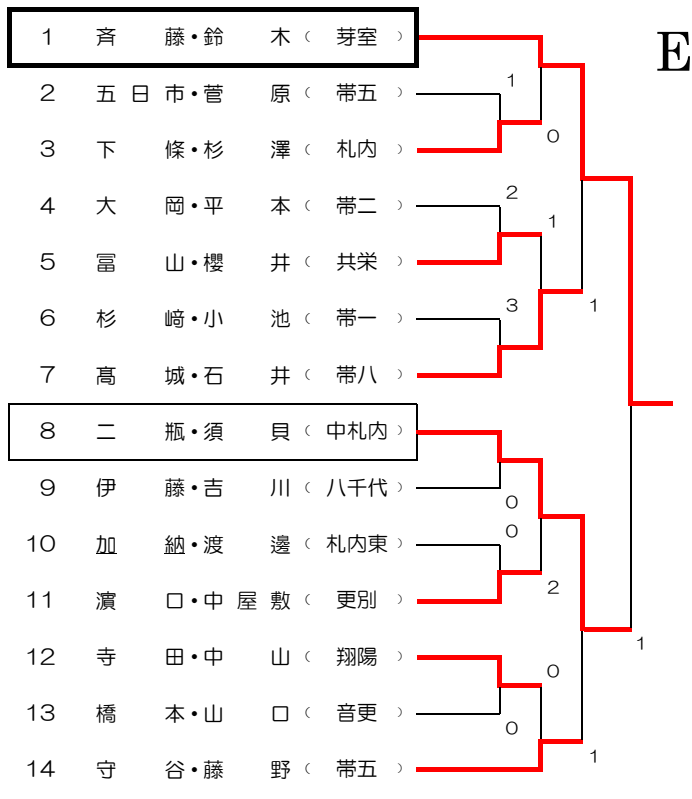 E
1 斉藤・鈴木（芽室）
2 五日市・菅原（帯五）
1
3 下條・杉澤（札内）
0
4 大岡・平本（帯二）
2
1
5 冨山・櫻井（共栄）
6 杉﨑・小池（帯一）
3
1
7 髙城・石井（帯八）
8 二瓶・須貝（中札内）
9 伊藤・吉川（八千代）
0
10 加納・渡邊（札内東）
0
11 濵口・中屋敷（更別）
2
12 寺田・中山（翔陽）
1
0
13 橋本・山口（音更）
0
14 守谷・藤野（帯五）
1